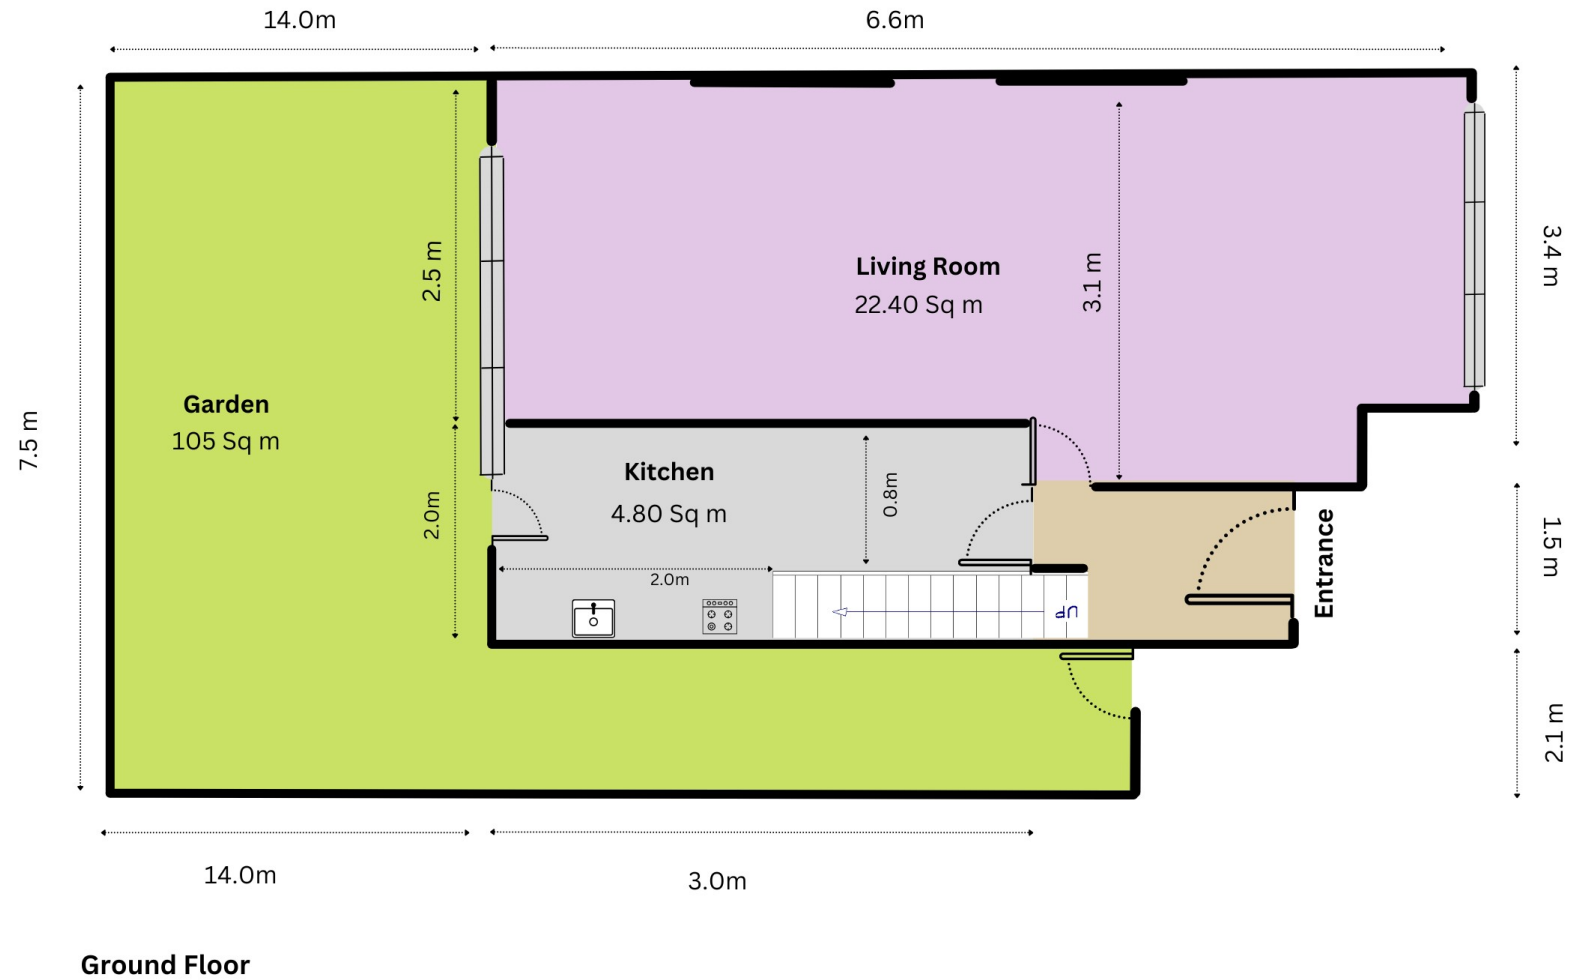 14.0m
6.6m
2.5 m
3.1 m
3.4 m
Living Room
22.40 Sq m
Garden
105 Sq m
7.5 m
Kitchen
4.80 Sq m
0.8m
2.0m
2.0m
UP
Entrance
1.5 m
2.1 m
14.0m
3.0m
Ground Floor